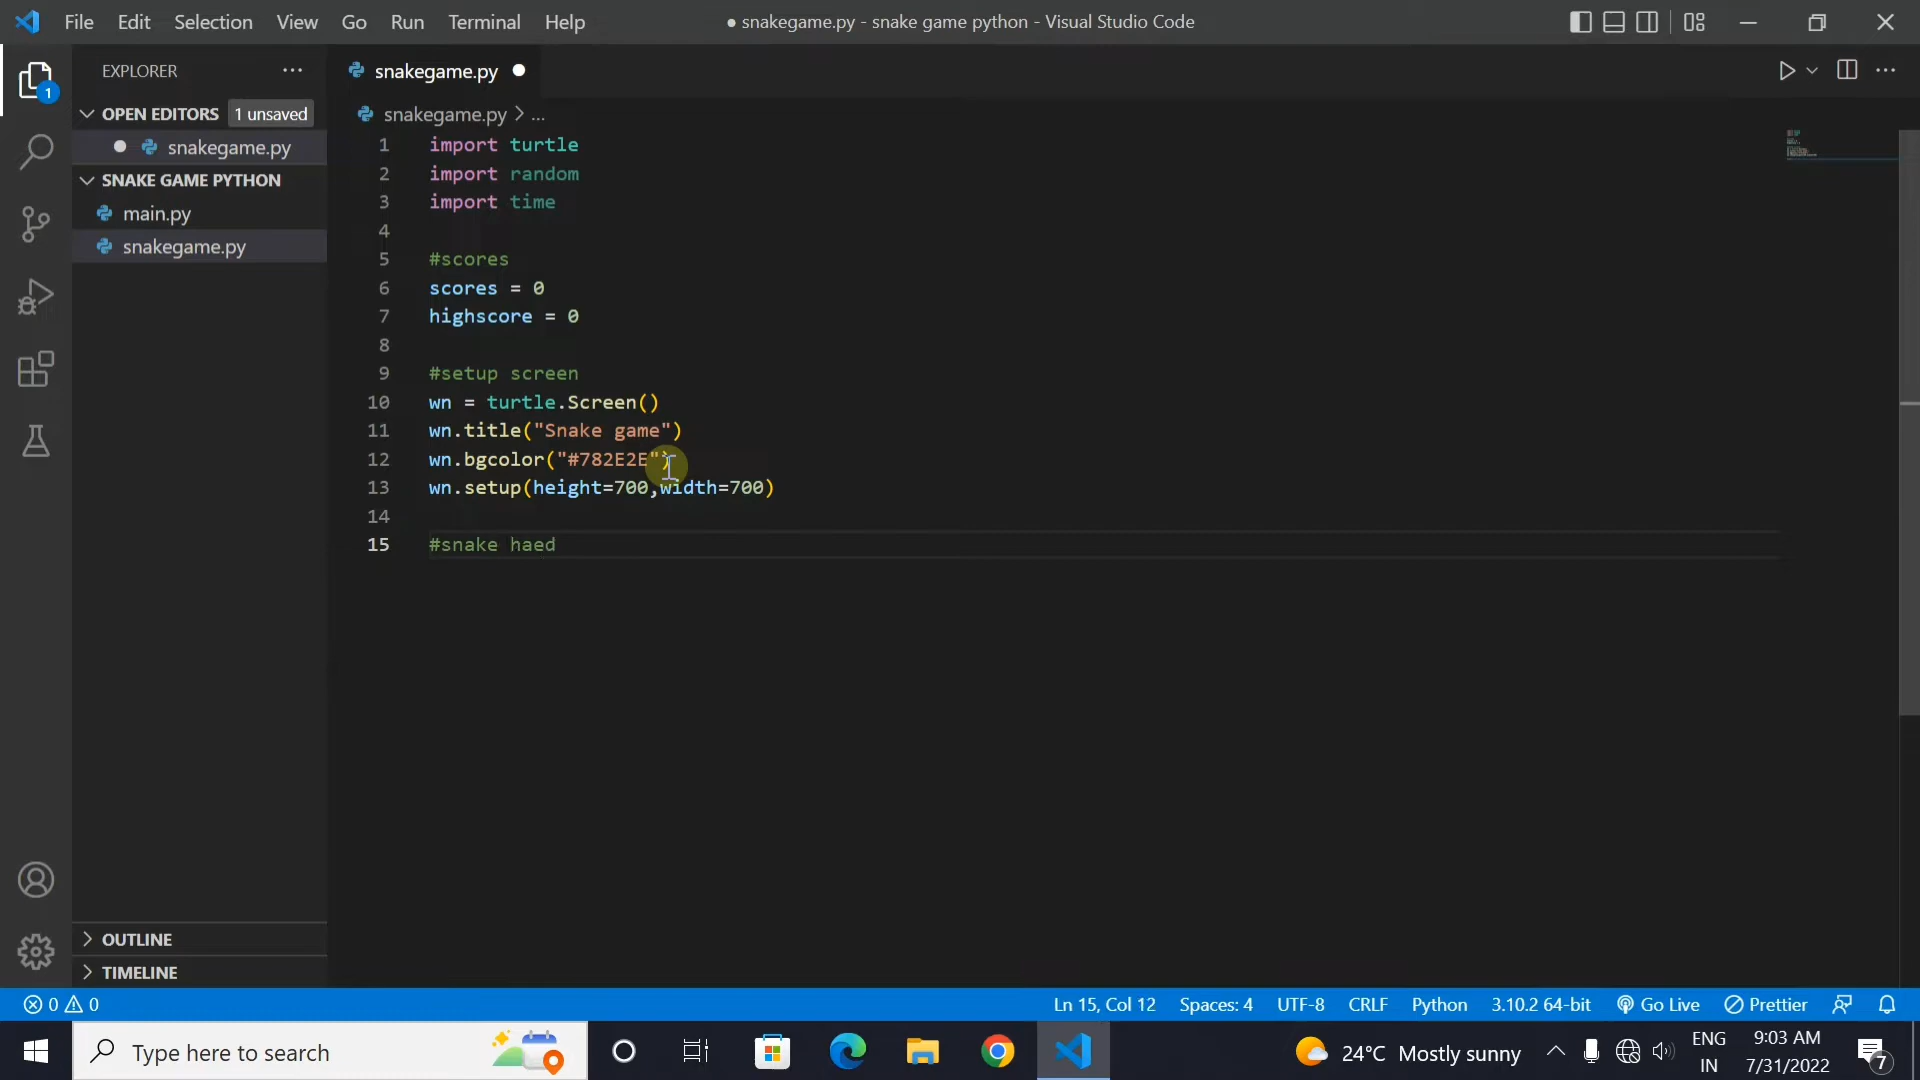 File Edit Selection View Go Run Terminal Help
● snakegame.py - snake game python - Visual Studio Code
EXPLORER
snakegame.py
OPEN EDITORS 1 unsaved
snakegame.py
SNAKE GAME PYTHON
main.py
snakegame.py
1
snakegame.py > ...
1 import turtle
2 import random
3 import time
4
5 #scores
6 scores = 0
7 highscore = 0
8
9 #setup screen
10 wn = turtle.Screen()
11 wn.title("Snake game")
12 wn.bgcolor("#782E2E")
13 wn.setup(height=700,width=700)
14
15 #snake haed
OUTLINE
TIMELINE
0 0
Ln 15, Col 12 Spaces: 4 UTF-8 CRLF Python 3.10.2 64-bit Go Live Prettier
Type here to search
24°C Mostly sunny
ENG
IN
9:03 AM
7/31/2022
7